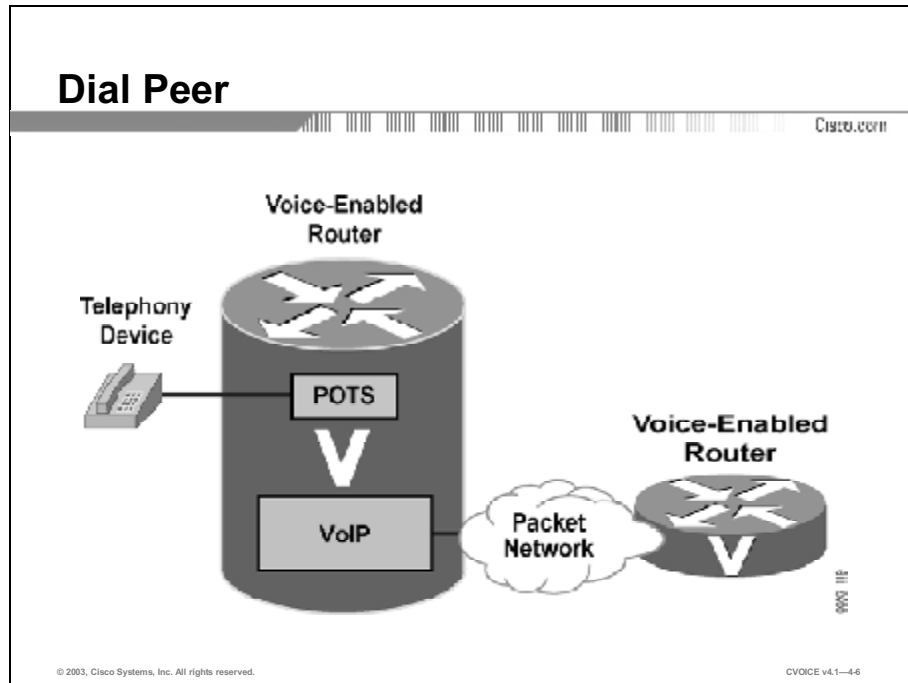 Dial Peer
Cisco.com
Voice-Enabled
Router
Telephony
Device
POTS
V
VoIP
Packet
Network
Voice-Enabled
Router
V
© 2003, Cisco Systems, Inc. All rights reserved.
CVOICE v4.1—4-6